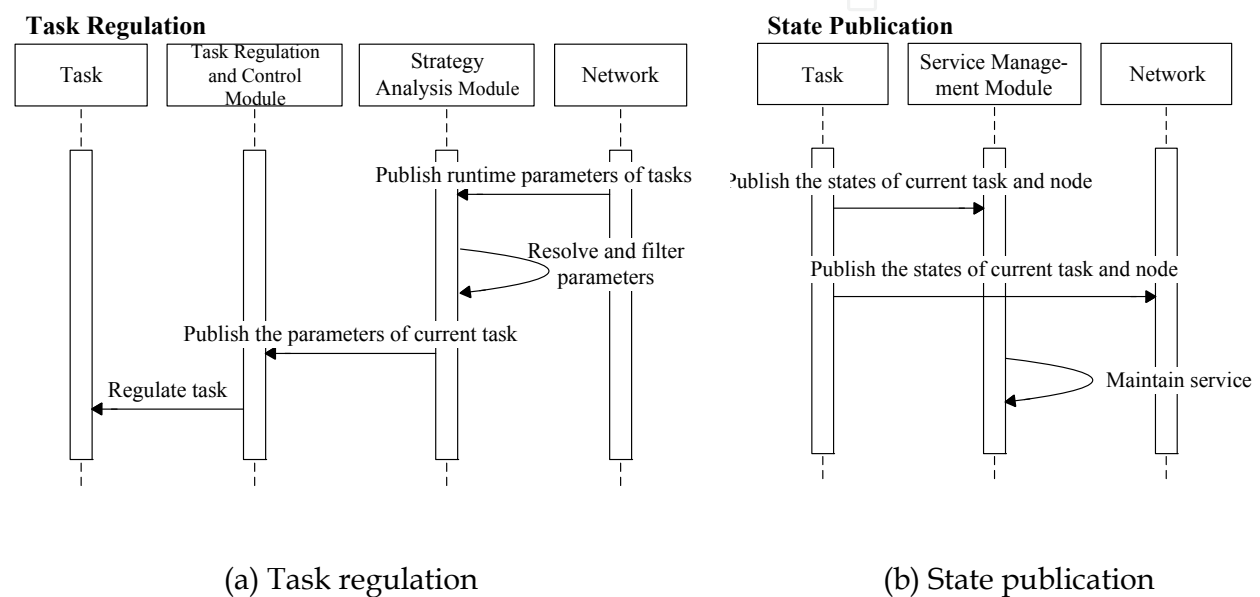 Task Regulation
Task
Task Regulation
and Control
Module
Strategy
Analysis Module
Network
Publish runtime parameters of tasks
Resolve and filter
parameters
Publish the parameters of current task
Regulate task
(a) Task regulation
State Publication
Task
Service Manage-
ment Module
Network
Publish the states of current task and node
Publish the states of current task and node
Maintain service
(b) State publication